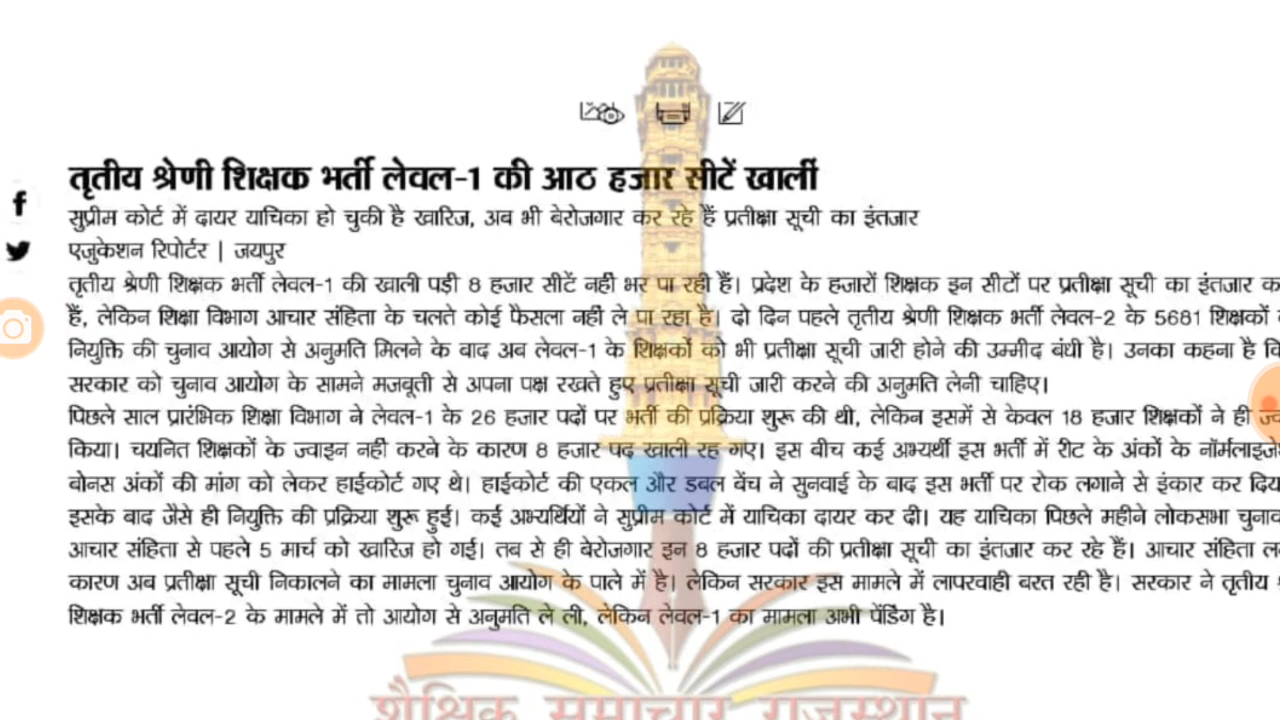 तृतीय श्रेणी शिक्षक भर्ती लेवल-1 की आठ हजार सीटें खाली
सुप्रीम कोर्ट में दायर याचिका हो चुकी है खारिज, अब भी बेरोजगार कर रहे हैं प्रतीक्षा सूची का इंतजार
एजुकेशन रिपोर्टर | जयपुर
तृतीय श्रेणी शिक्षक भर्ती लेवल-1 की खाली पड़ी 8 हजार सीटें नहीं भर पा रही हैं। प्रदेश के हजारों शिक्षक इन सीटों पर प्रतीक्षा सूची का इंतजार
हैं, लेकिन शिक्षा विभाग आचार संहिता के चलते कोई फैसला नहीं ले पा रहा है। दो दिन पहले तृतीय श्रेणी शिक्षक भर्ती लेवल-2 के 5681 शिक्षकों
नियुक्ति की चुनाव आयोग से अनुमति मिलने के बाद अब लेवल-1 के शिक्षकों को भी प्रतीक्षा सूची जारी होने की उम्मीद बंधी है। उनका कहना है
सरकार को चुनाव आयोग के सामने मजबूती से अपना पक्ष रखते हुए प्रतीक्षा सूची जारी करने की अनुमति लेनी चाहिए।
पिछले साल प्रारंभिक शिक्षा विभाग ने लेवल-1 के 26 हजार पदों पर भर्ती की प्रक्रिया शुरू की थी, लेकिन इसमें से केवल 18 हजार शिक्षकों ने ही
किया। चयनित शिक्षकों के ज्वाइन नहीं करने के कारण 8 हजार पद खाली रह गए। इस बीच कई अभ्यर्थी इस भर्ती में रीट के अंकों के
बोनस अंकों की मांग को लेकर हाईकोर्ट गए थे। हाईकोर्ट की एकल और डबल बेंच ने सुनवाई के बाद इस भर्ती पर रोक लगाने से इंकार कर
इसके बाद जैसे ही नियुक्ति की प्रक्रिया शुरू हुई। कई अभ्यर्थियों ने सुप्रीम कोर्ट में याचिका दायर कर दी। यह याचिका पिछले महीने लोकसभा चुनाव
आचार संहिता से पहले 5 मार्च को खारिज हो गई। तब से ही बेरोजगार इन 8 हजार पदों की प्रतीक्षा सूची का इंतजार कर रहे हैं। आचार संहिता
कारण अब प्रतीक्षा सूची निकालने का मामला चुनाव आयोग के पाले में है। लेकिन सरकार इस मामले में लापरवाही बरत रही है। सरकार ने तृतीय
शिक्षक भर्ती लेवल-2 के मामले में तो आयोग से अनुमति ले ली, लेकिन लेवल-1 का मामला अभी पेंडिंग है।
शैक्षिक समाचार राजस्थान